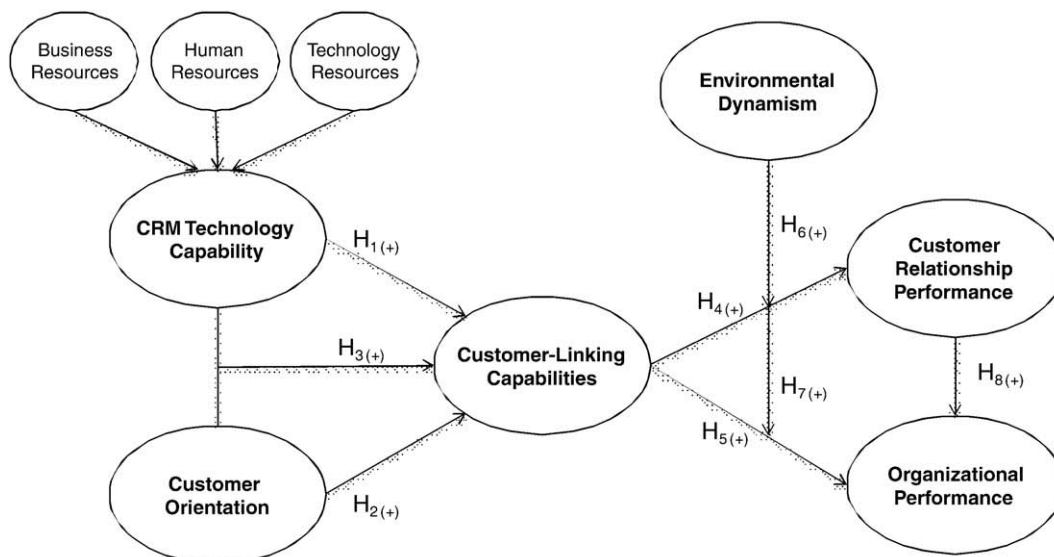 Business
Resources
Human
Resources
Technology
Resources
Environmental
Dynamism
CRM Technology
Capability
H1(+)
H6(+)
Customer
Relationship
Performance
H3(+)
Customer-Linking
Capabilities
H4(+)
H7(+)
H8(+)
H5(+)
Customer
Orientation
H2(+)
Organizational
Performance